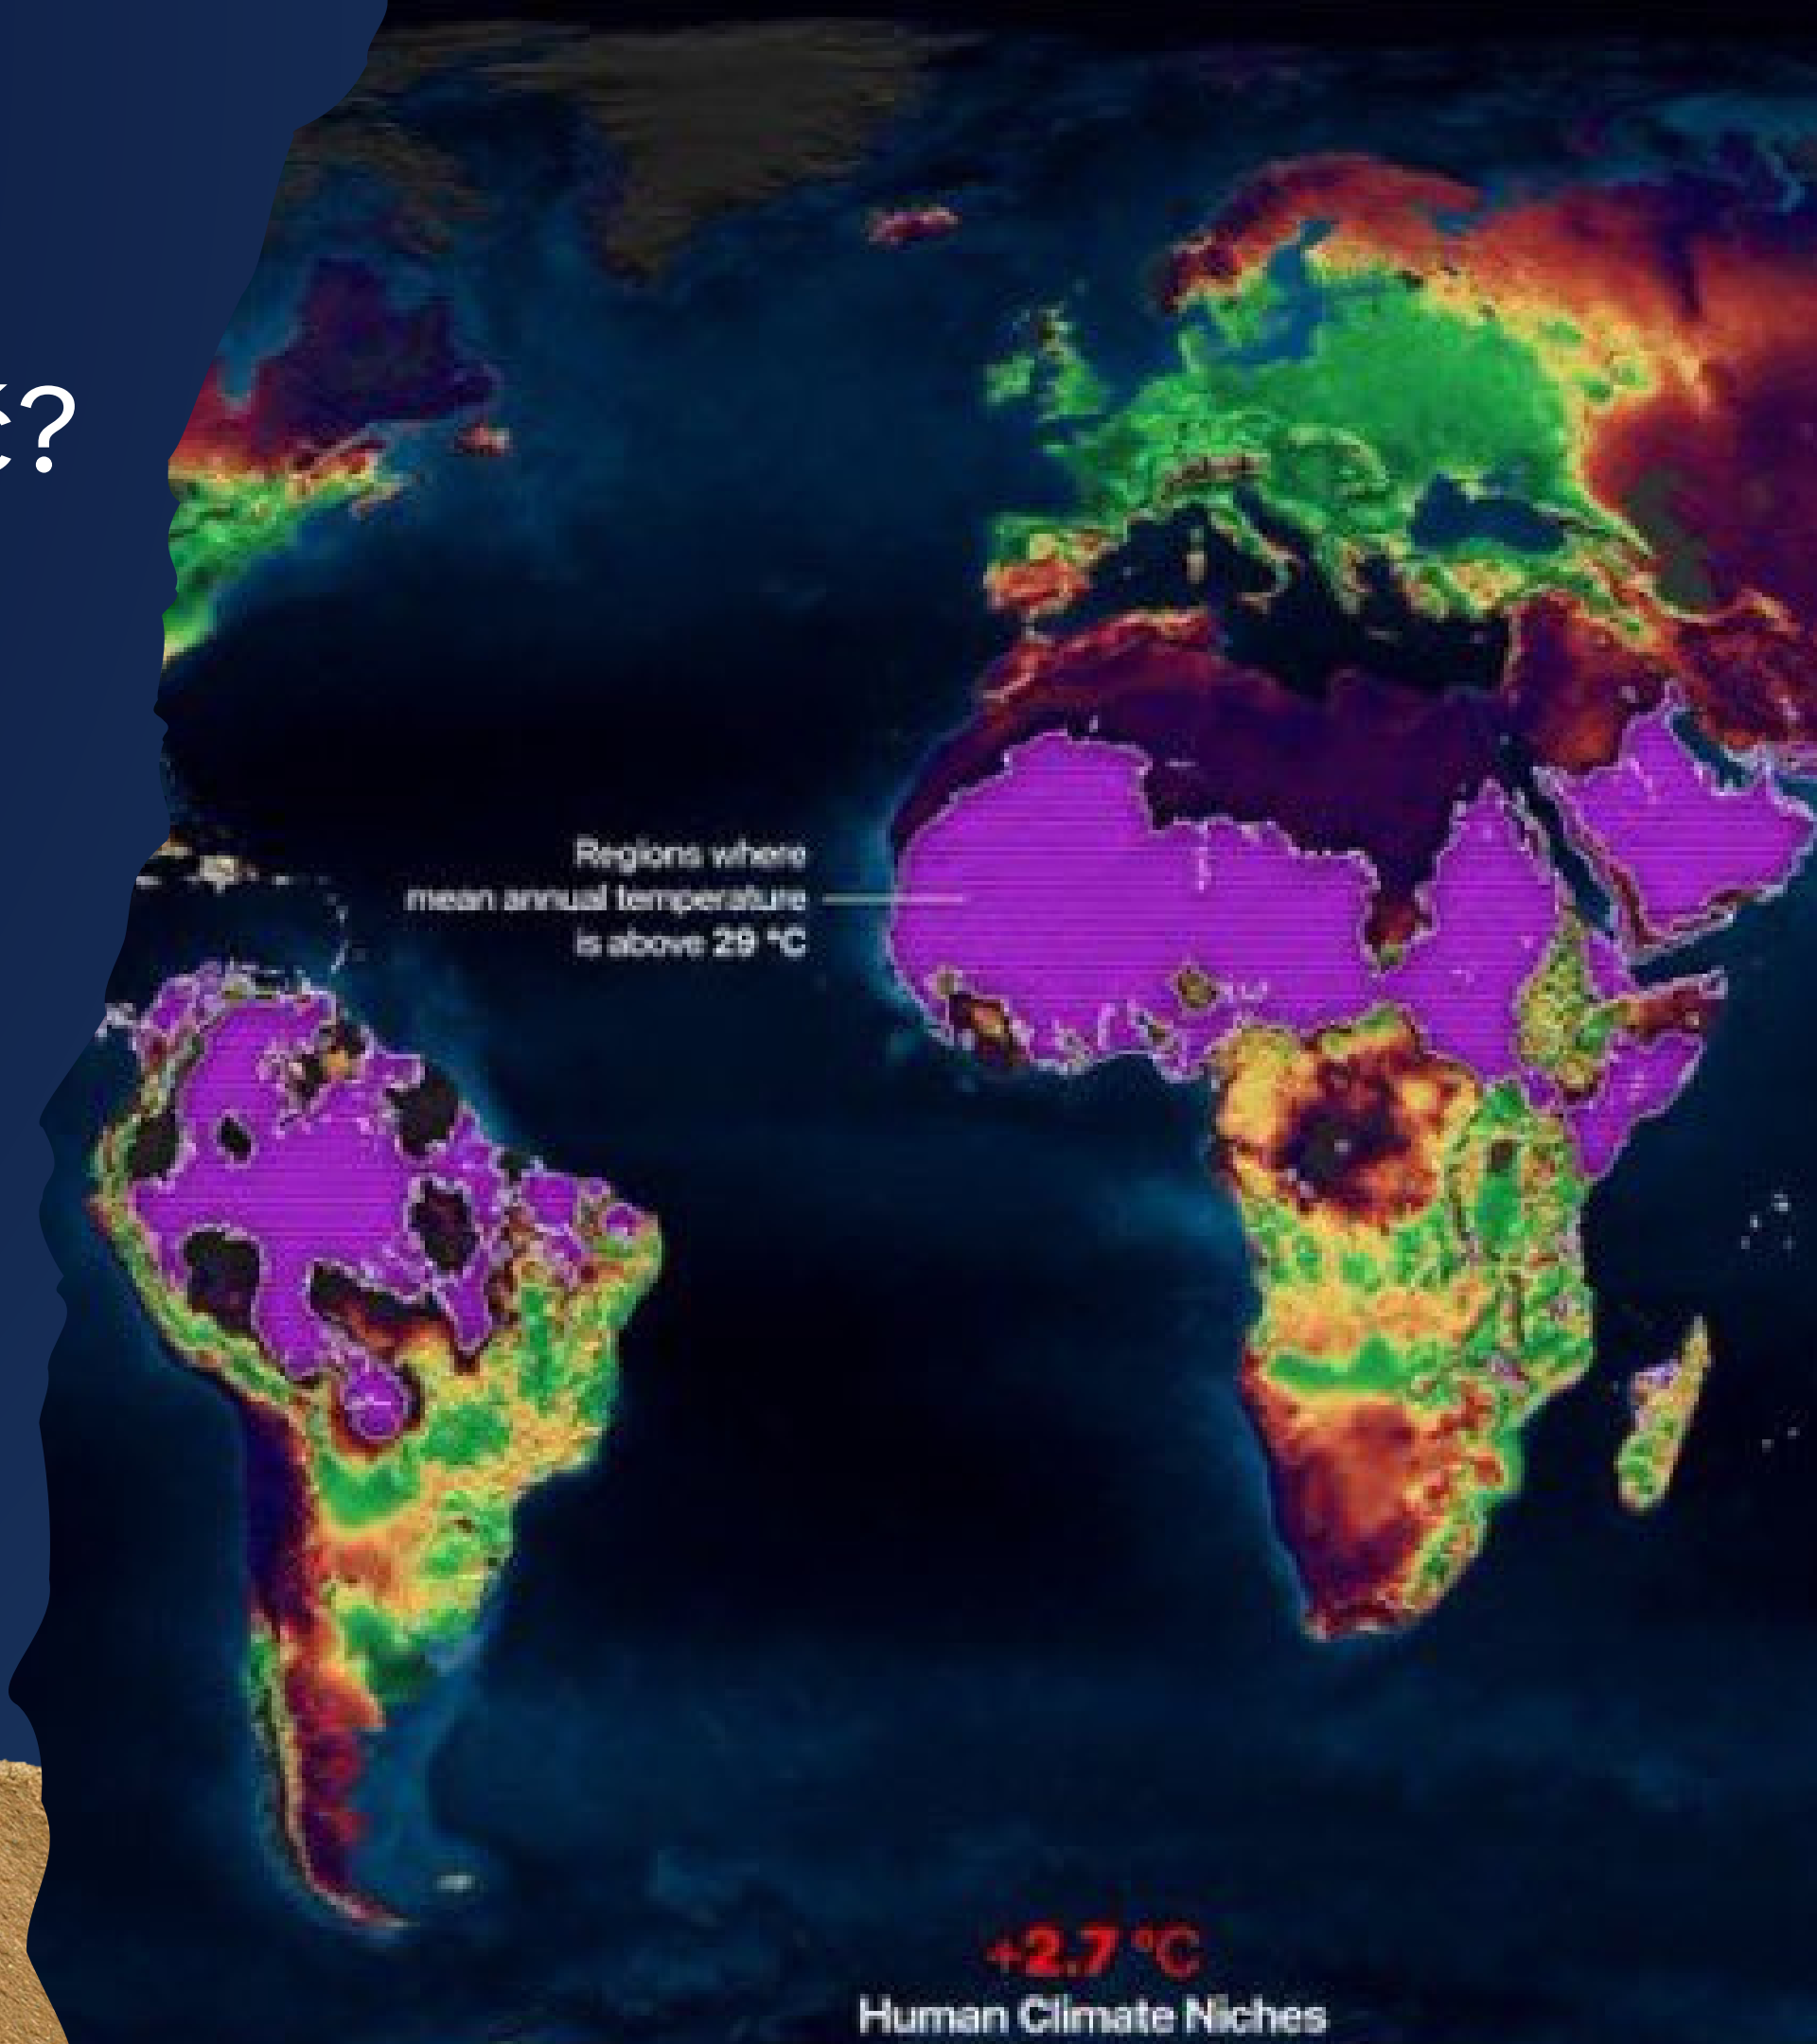 ć?
Regions where
mean annual temperature
is above 29 °C
+2.7 °C
Human Climate Niches